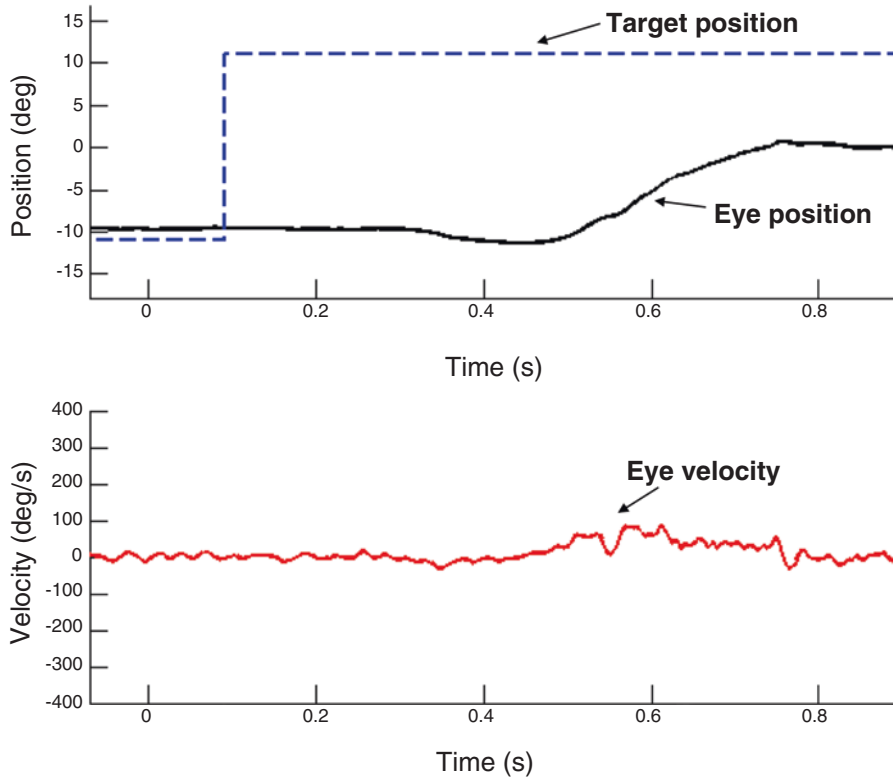 15
Target position
10
5
0
-5
Eye position
-10
-15
Position (deg)
0 0.2 0.4 0.6 0.8
Time (s)
400
300
Eye velocity
200
100
0
-100
-200
-300
-400
Velocity (deg/s)
0 0.2 0.4 0.6 0.8
Time (s)